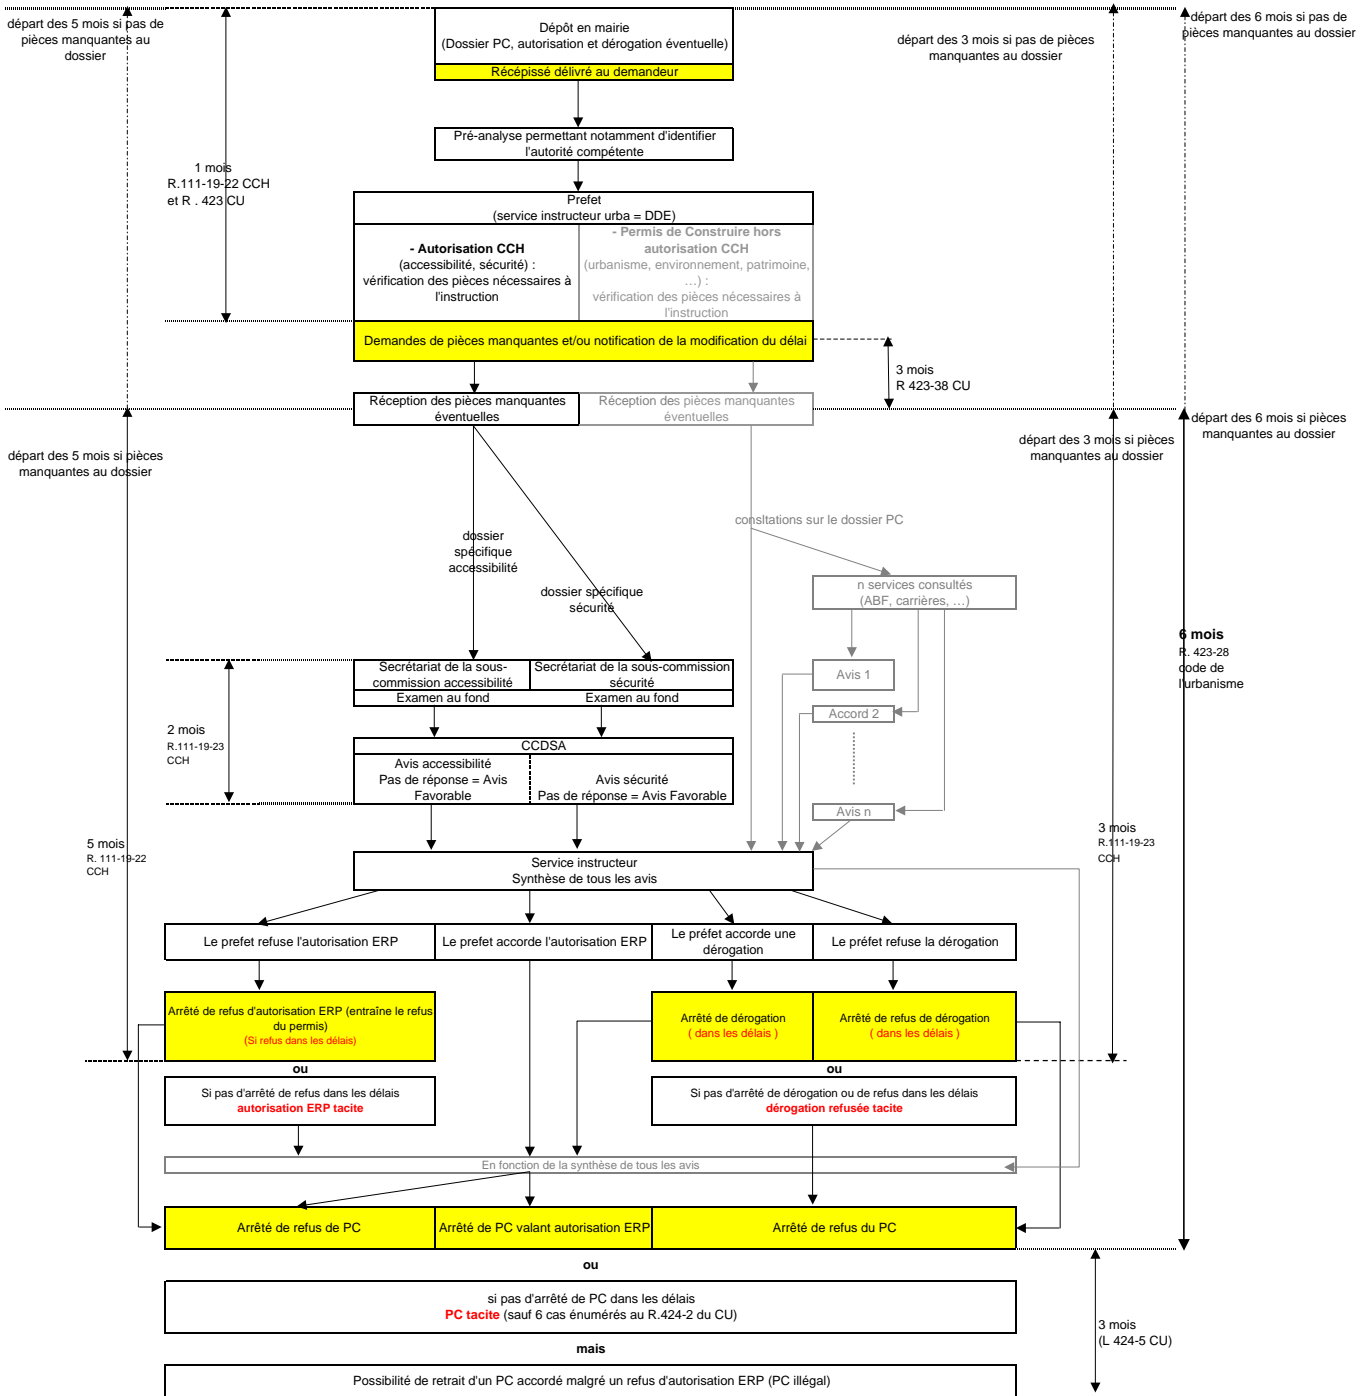 départ des 5 mois si pas de
pièces manquantes au
dossier
Dépôt en mairie
(Dossier PC, autorisation et dérogation éventuelle)
Récépissé délivré au demandeur
départ des 3 mois si pas de pièces
manquantes au dossier
départ des 6 mois si pas de
pièces manquantes au dossier
Pré-analyse permettant notamment d'identifier
l'autorité compétente
1 mois
R.111-19-22 CCH
et R . 423 CU
Prefet
(service instructeur urba = DDE)
- Autorisation CCH
(accessibilité, sécurité) :
vérification des pièces nécessaires à
l'instruction
- Permis de Construire hors
autorisation CCH
(urbanisme, environnement, patrimoine,
…) :
vérification des pièces nécessaires à
l'instruction
Demandes de pièces manquantes et/ou notification de la modification du délai
3 mois
R 423-38 CU
Réception des pièces manquantes
éventuelles
Réception des pièces manquantes
éventuelles
départ des 5 mois si pièces
manquantes au dossier
départ des 3 mois si pièces
manquantes au dossier
départ des 6 mois si pièces
manquantes au dossier
dossier
spécifique
accessibilité
dossier spécifique
sécurité
consltations sur le dossier PC
n services consultés
(ABF, carrières, …)
6 mois
R. 423-28
code de
l'urbanisme
Secrétariat de la sous-
commission accessibilité
Secrétariat de la sous-commission
sécurité
Examen au fond
Examen au fond
Avis 1
Accord 2
Avis n
2 mois
R.111-19-23
CCH
CCDSA
Avis accessibilité
Pas de réponse = Avis
Favorable
Avis sécurité
Pas de réponse = Avis Favorable
5 mois
R. 111-19-22
CCH
3 mois
R.111-19-23
CCH
Service instructeur
Synthèse de tous les avis
Le prefet refuse l'autorisation ERP
Le prefet accorde l'autorisation ERP
Le préfet accorde une
dérogation
Le préfet refuse la dérogation
Arrêté de refus d'autorisation ERP (entraîne le refus
du permis)
(Si refus dans les délais)
Arrêté de dérogation
( dans les délais )
Arrêté de refus de dérogation
( dans les délais )
ou
ou
Si pas d'arrêté de refus dans les délais
autorisation ERP tacite
Si pas d'arrêté de dérogation ou de refus dans les délais
dérogation refusée tacite
En fonction de la synthèse de tous les avis
Arrêté de refus de PC
Arrêté de PC valant autorisation ERP
Arrêté de refus du PC
ou
si pas d'arrêté de PC dans les délais
PC tacite (sauf 6 cas énumérés au R.424-2 du CU)
3 mois
(L 424-5 CU)
mais
Possibilité de retrait d'un PC accordé malgré un refus d'autorisation ERP (PC illégal)